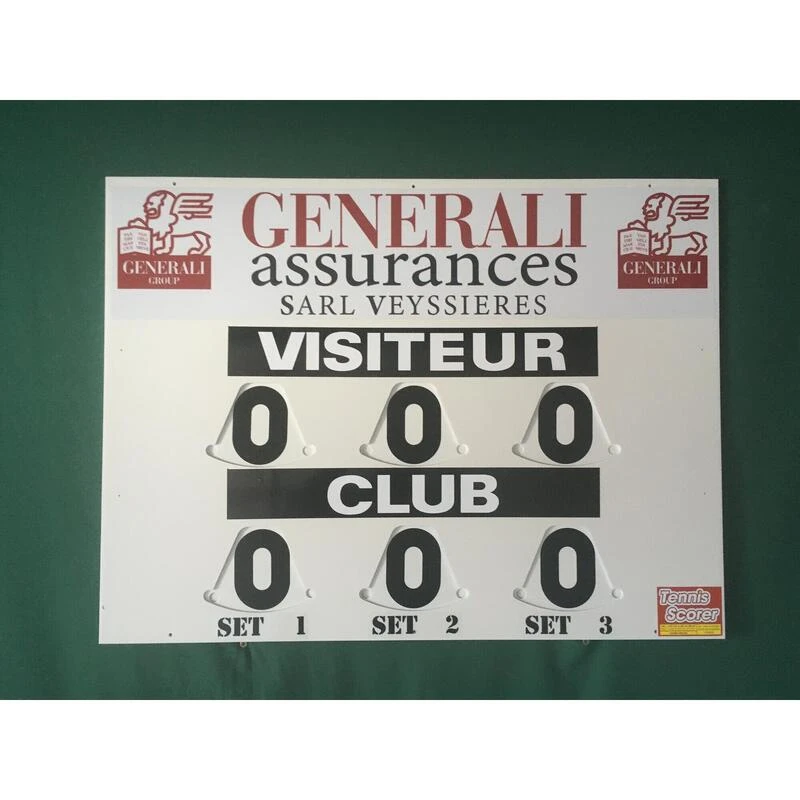 GENERALI
assurances
SARL VEYSSIERES
GENERALI
GROUP
GENERALI
GROUP
VISITEUR
0 0 0
CLUB
0 0 0
SET 1 SET 2 SET 3
Tennis
Scorer